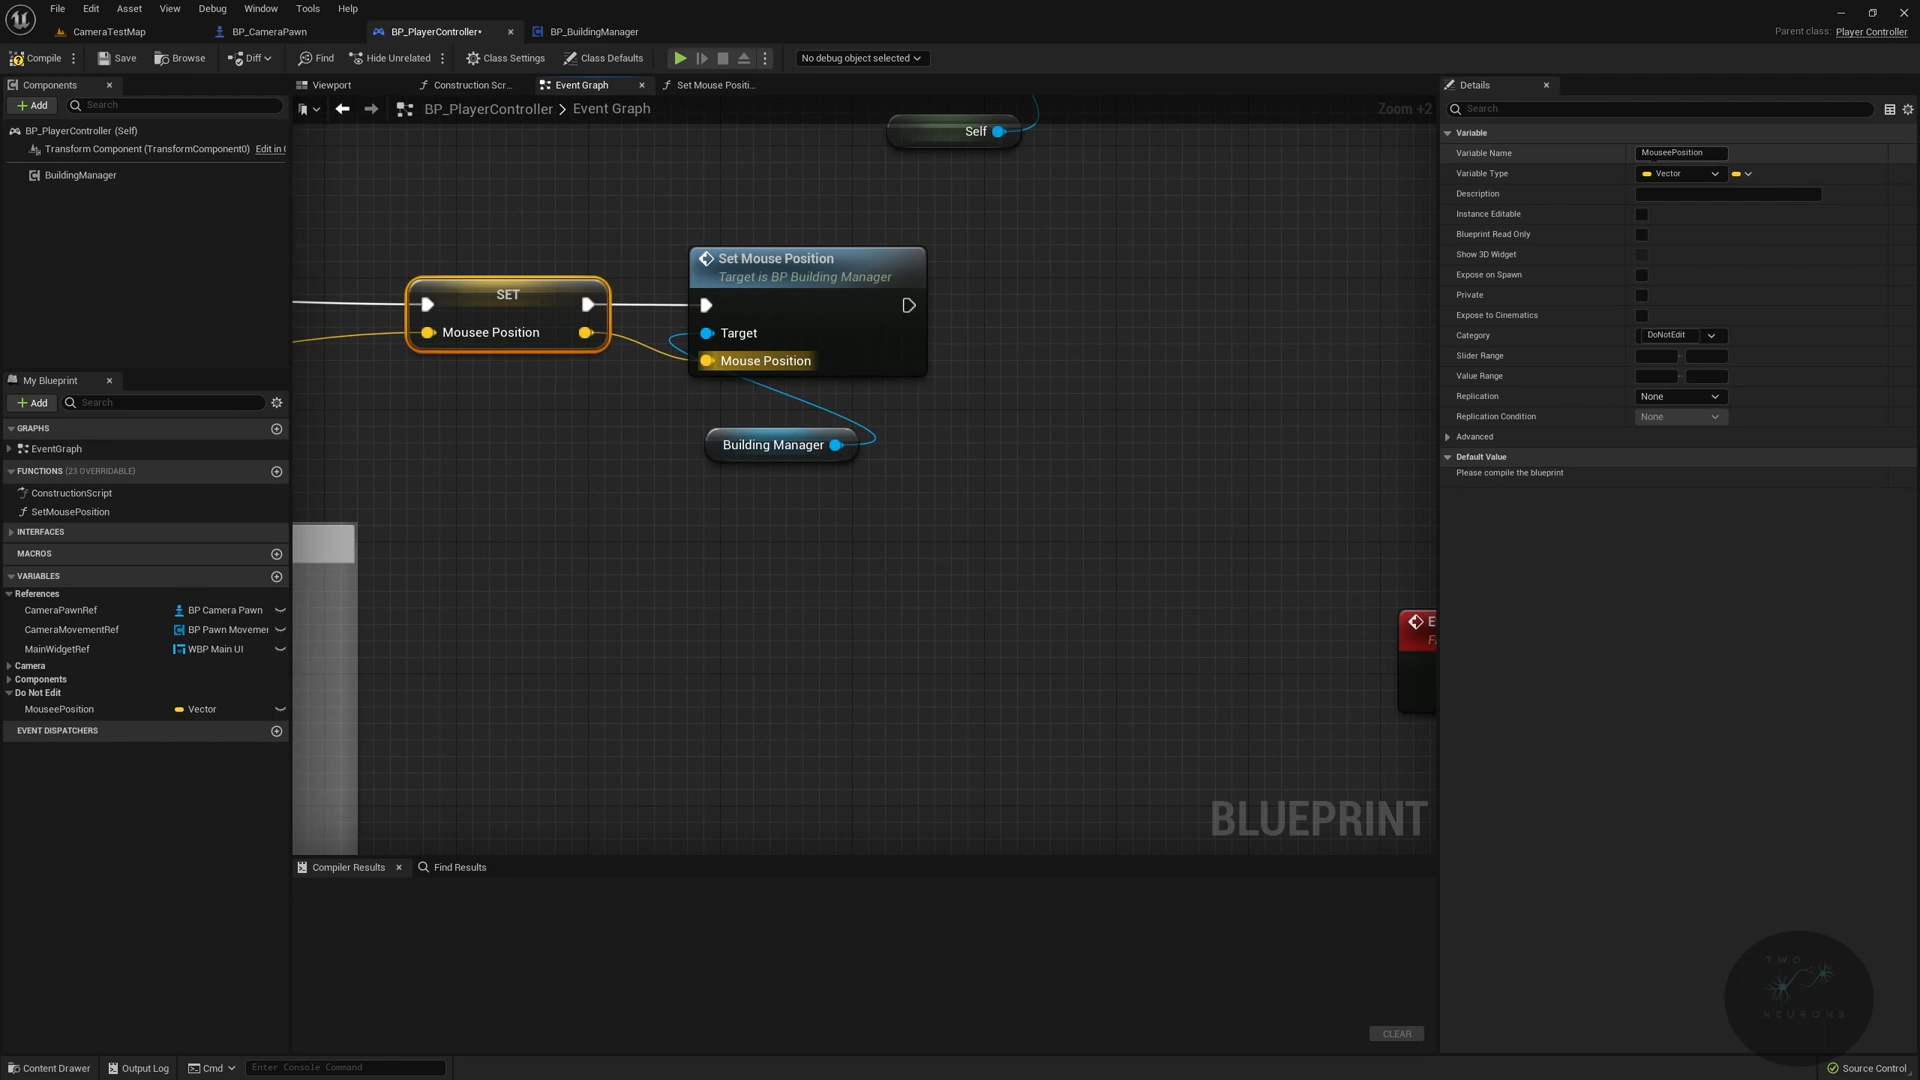 File Edit Asset View Debug Window Tools Help
CameraTestMap BP_CameraPawn BP_PlayerController• BP_BuildingManager
Parent class: Player Controller
Compile Save Browse Diff Find Hide Unrelated Class Settings Class Defaults No debug object selected
Components
Viewport Construction Scr... Event Graph Set Mouse Positi...
Details
Add Search
BP_PlayerController > Event Graph
Zoom +2
Search
BP_PlayerController (Self)
Transform Component (TransformComponent0) Edit in C
BuildingManager
Self
SET
Mousee Position
Set Mouse Position
Target is BP Building Manager
Target
Mouse Position
Building Manager
My Blueprint
Add Search
GRAPHS
EventGraph
FUNCTIONS (23 OVERRIDABLE)
ConstructionScript
SetMousePosition
INTERFACES
MACROS
VARIABLES
References
CameraPawnRef BP Camera Pawn
CameraMovementRef BP Pawn Movemer
MainWidgetRef WBP Main UI
Camera
Components
Do Not Edit
MouseePosition Vector
EVENT DISPATCHERS
E
F
BLUEPRINT
Variable
Variable Name MouseePosition
Variable Type Vector
Description
Instance Editable
Blueprint Read Only
Show 3D Widget
Expose on Spawn
Private
Expose to Cinematics
Category DoNotEdit
Slider Range
Value Range
Replication None
Replication Condition None
Advanced
Default Value
Please compile the blueprint
Compiler Results Find Results
CLEAR
TWO
NEURONS
Content Drawer Output Log Cmd Enter Console Command
Source Control